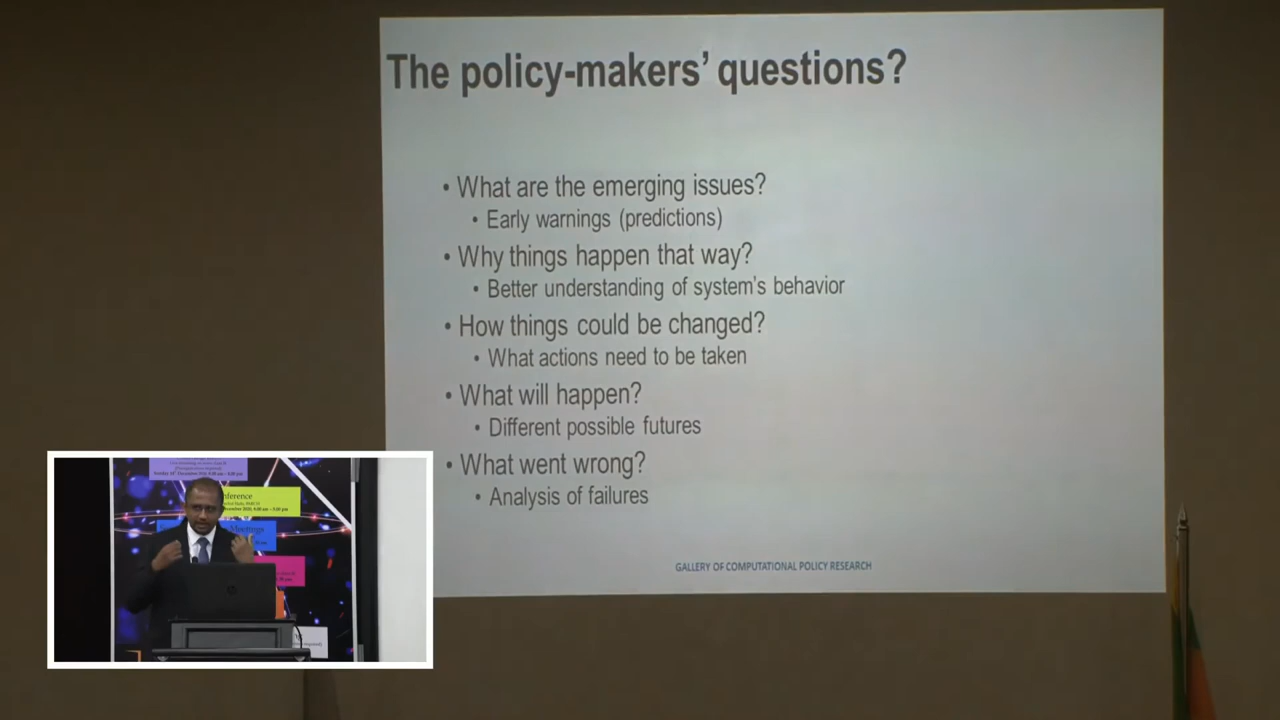 The policy-makers' questions?
• What are the emerging issues?
• Early warnings (predictions)
• Why things happen that way?
• Better understanding of system's behavior
• How things could be changed?
• What actions need to be taken
• What will happen?
• Different possible futures
• What went wrong?
• Analysis of failures
GALLERY OF COMPUTATIONAL POLICY RESEARCH
nference
Meetings